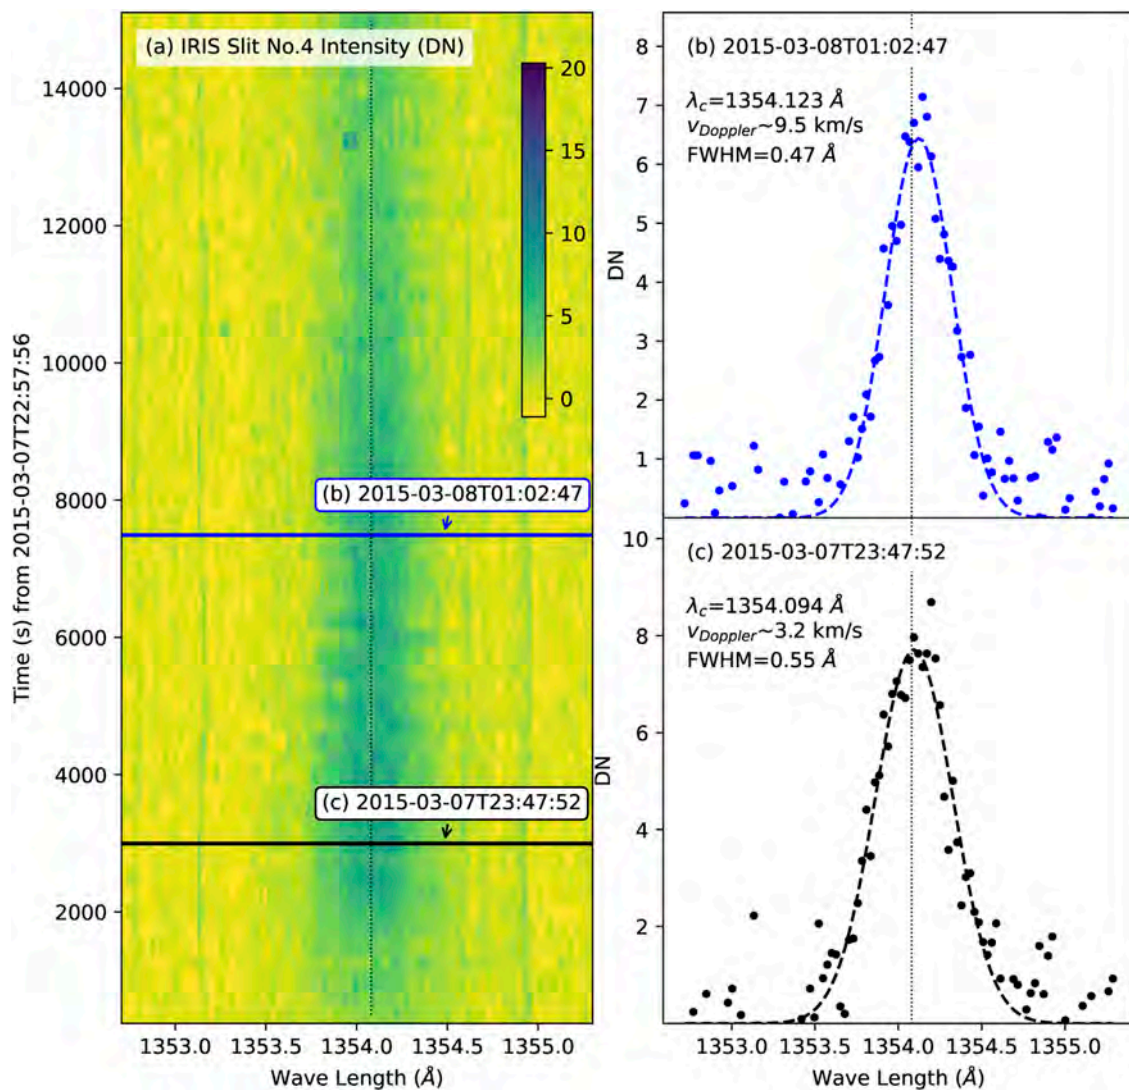 (a) IRIS Slit No.4 Intensity (DN)
20
15
10
5
0
14000
12000
10000
8000
6000
4000
2000
Time (s) from 2015-03-07T22:57:56
(b) 2015-03-08T01:02:47
(c) 2015-03-07T23:47:52
1353.0 1353.5 1354.0 1354.5 1355.0
Wave Length (Å)
(b) 2015-03-08T01:02:47
λc=1354.123 Å
vDoppler~9.5 km/s
FWHM=0.47 Å
8
7
6
5
4
3
2
1
DN
(c) 2015-03-07T23:47:52
λc=1354.094 Å
vDoppler~3.2 km/s
FWHM=0.55 Å
10
8
6
4
2
DN
1353.0 1353.5 1354.0 1354.5 1355.0
Wave Length (Å)